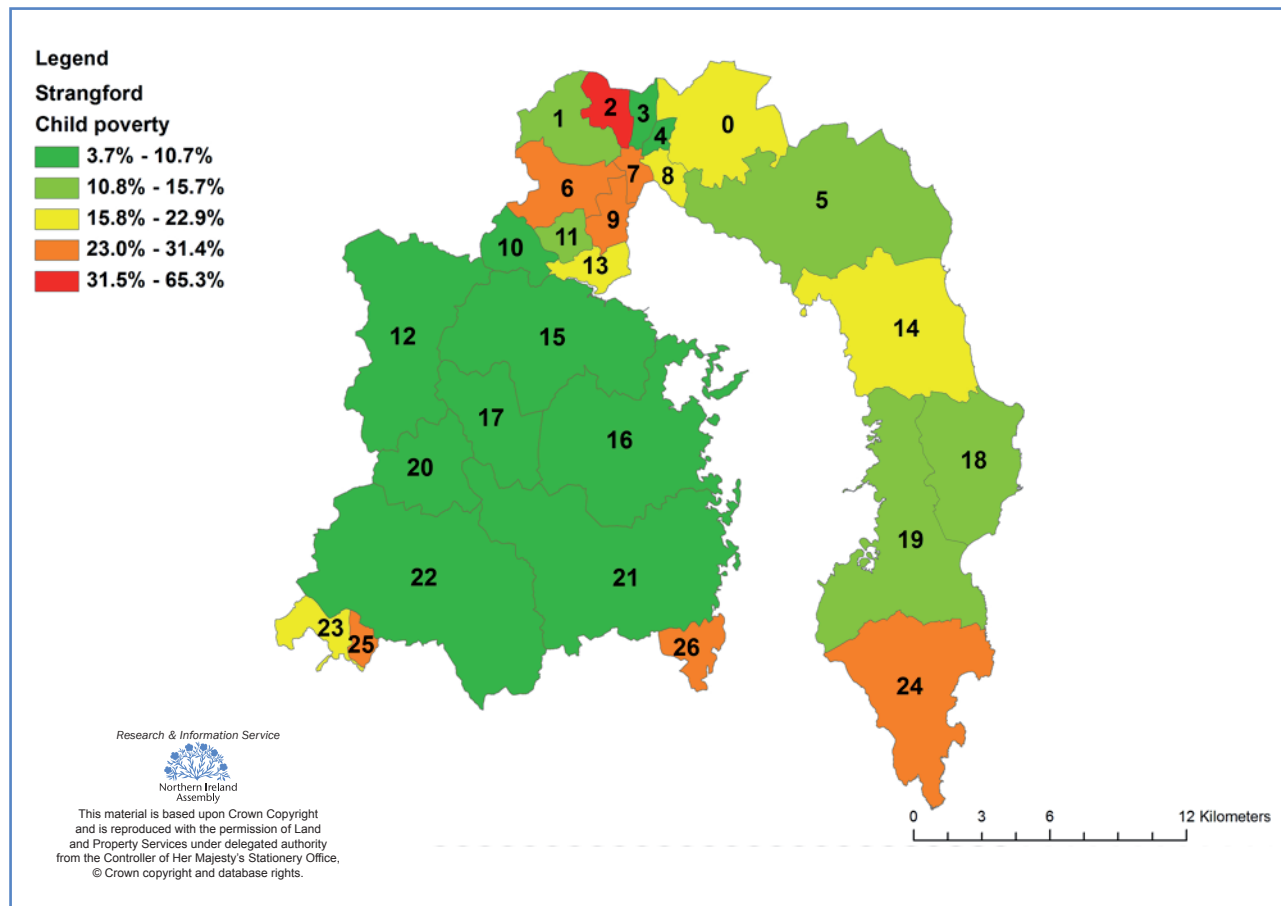 Legend
Strangford
Child poverty
3.7% - 10.7%
10.8% - 15.7%
15.8% - 22.9%
23.0% - 31.4%
31.5% - 65.3%
0
1
2
3
4
5
6
7
8
9
10
11
12
13
14
15
16
17
18
19
20
21
22
23
24
25
26
Research & Information Service
Northern Ireland
Assembly
This material is based upon Crown Copyright
and is reproduced with the permission of Land
and Property Services under delegated authority
from the Controller of Her Majesty's Stationery Office,
© Crown copyright and database rights.
0 3 6 12 Kilometers